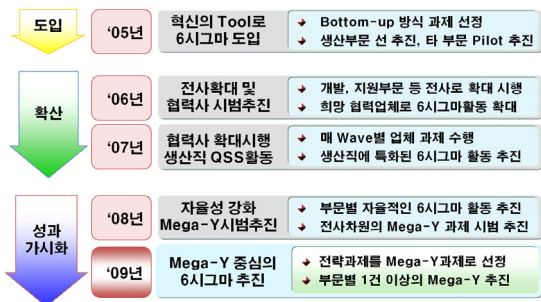 도입
'05년
혁신의 Tool로
6시그마 도입
Bottom-up 방식 과제 선정
생산부문 선 추진, 타 부문 Pilot 추진
확산
'06년
전사확대 및
협력사 시범추진
개발, 지원부문 등 전사로 확대 시행
희망 협력업체로 6시그마활동 확대
'07년
협력사 확대시행
생산직 QSS활동
매 Wave별 업체 과제 수행
생산직에 특화된 6시그마 활동 추진
성과
가시화
'08년
자율성 강화
Mega-Y시범추진
부문별 자율적인 6시그마 활동 추진
전사차원의 Mega-Y 과제 시범 추진
'09년
Mega-Y 중심의
6시그마 추진
전략과제를 Mega-Y과제로 선정
부문별 1건 이상의 Mega-Y 추진